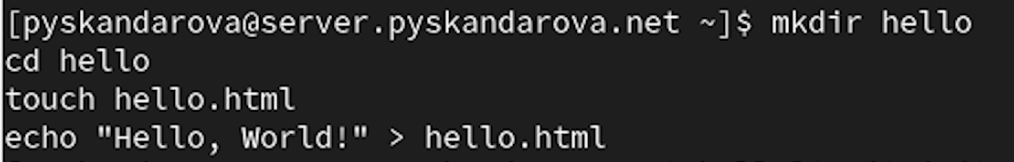 [pyskandarova@server.pyskandarova.net ~]$ mkdir hello
cd hello
touch hello.html
echo "Hello, World!" > hello.html